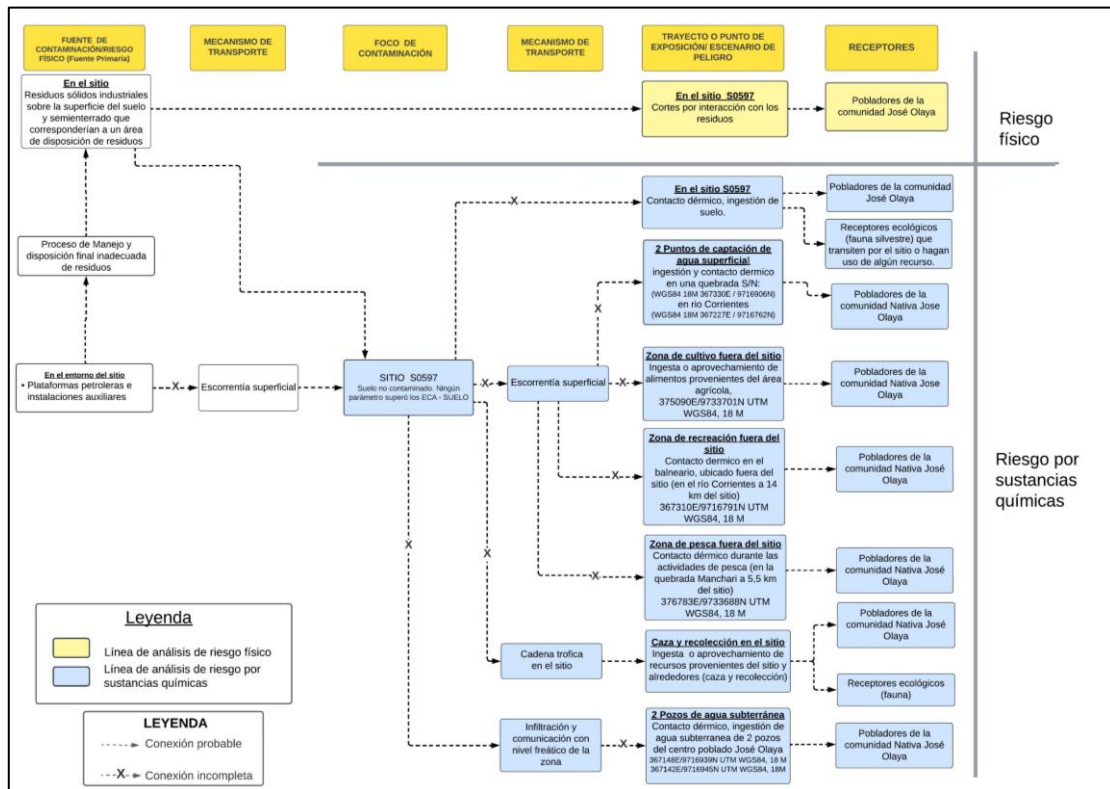 FUENTE DE
CONTAMINACIÓN/RIESGO
FÍSICO (Fuente Primaria)
MECANISMO DE
TRANSPORTE
FOCO DE
CONTAMINACIÓN
MECANISMO DE
TRANSPORTE
TRAYECTO O PUNTO DE
EXPOSICIÓN/ ESCENARIO DE
PELIGRO
RECEPTORES
En el sitio
Residuos sólidos industriales
sobre la superficie del suelo
y semienterrado que
corresponderían a un área
de disposición de residuos
En el sitio S0597
Cortes por interacción con los
residuos
Pobladores de la
comunidad José Olaya
Riesgo
físico
Proceso de Manejo y
disposición final inadecuada
de residuos
En el entorno del sitio
• Plataformas petroleras e
instalaciones auxiliares
X
Escorrentía superficial
SITIO S0597
Suelo no contaminado. Ningún
parámetro superó los ECA - SUELO
X
X
Escorrentía superficial
X
X
X
X
X
X
En el sitio S0597
Contacto dérmico, ingestión de
suelo.
Pobladores de la comunidad
José Olaya
Receptores ecológicos
(fauna silvestre) que
transiten por el sitio o hagan
uso de algún recurso.
2 Puntos de captación de
agua superficial
ingestión y contacto dermico
en una quebrada S/N:
(WGS84 18M 367330E / 9716906N)
en rio Corrientes
(WGS84 18M 367227E / 9716762N)
Pobladores de la
comunidad Nativa José
Olaya
Zona de cultivo fuera del sitio
Ingesta o aprovechamiento de
alimentos provenientes del área
agrícola,
375090E/9733701N UTM
WGS84, 18 M
Pobladores de la
comunidad Nativa Jose
Olaya
Zona de recreación fuera del
sitio
Contacto dermico en el
balneario, ubicado fuera del
sitio (en el río Corrientes a 14
km del sitio)
367310E/9716791N UTM
WGS84, 18 M
Pobladores de la
comunidad Nativa José
Olaya
Riesgo por
sustancias
químicas
Zona de pesca fuera del sitio
Contacto dérmico durante las
actividades de pesca (en la
quebrada Manchari a 5,5 km
del sitio)
376783E/9733688N UTM
WGS84, 18 M
Pobladores de la
comunidad Nativa José
Olaya
Cadena trofica
en el sitio
Caza y recolección en el sitio
Ingesta o aprovechamiento de
recursos provenientes del sitio y
alrededores (caza y recolección)
Pobladores de la
comunidad Nativa José
Olaya
Receptores ecológicos
(fauna)
Infiltración y
comunicación con
nivel freático de la
zona
X
2 Pozos de agua subterránea
Contacto dérmico, ingestión de
agua subterranea de 2 pozos
del centro poblado José Olaya
367148E/9716939N UTM WGS84, 18 M
367142E/9716945N UTM WGS84, 18M
Pobladores de la
comunidad Nativa José
Olaya
Leyenda
Línea de análisis de riesgo físico
Línea de análisis de riesgo por
sustancias químicas
LEYENDA
Conexión probable
X Conexión incompleta